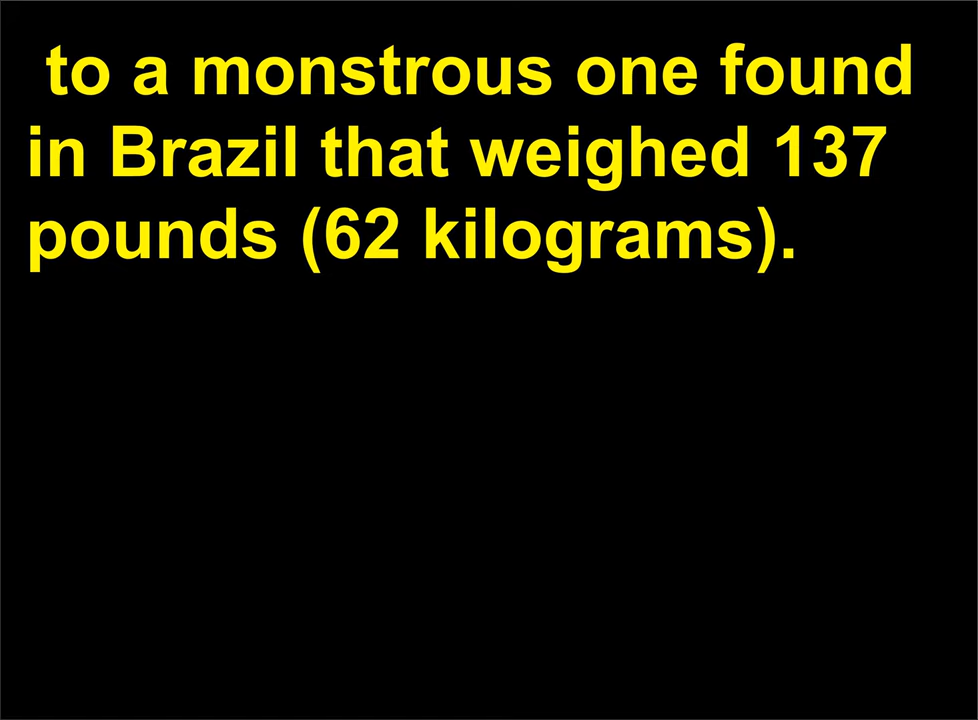 to a monstrous one found
in Brazil that weighed 137
pounds (62 kilograms).